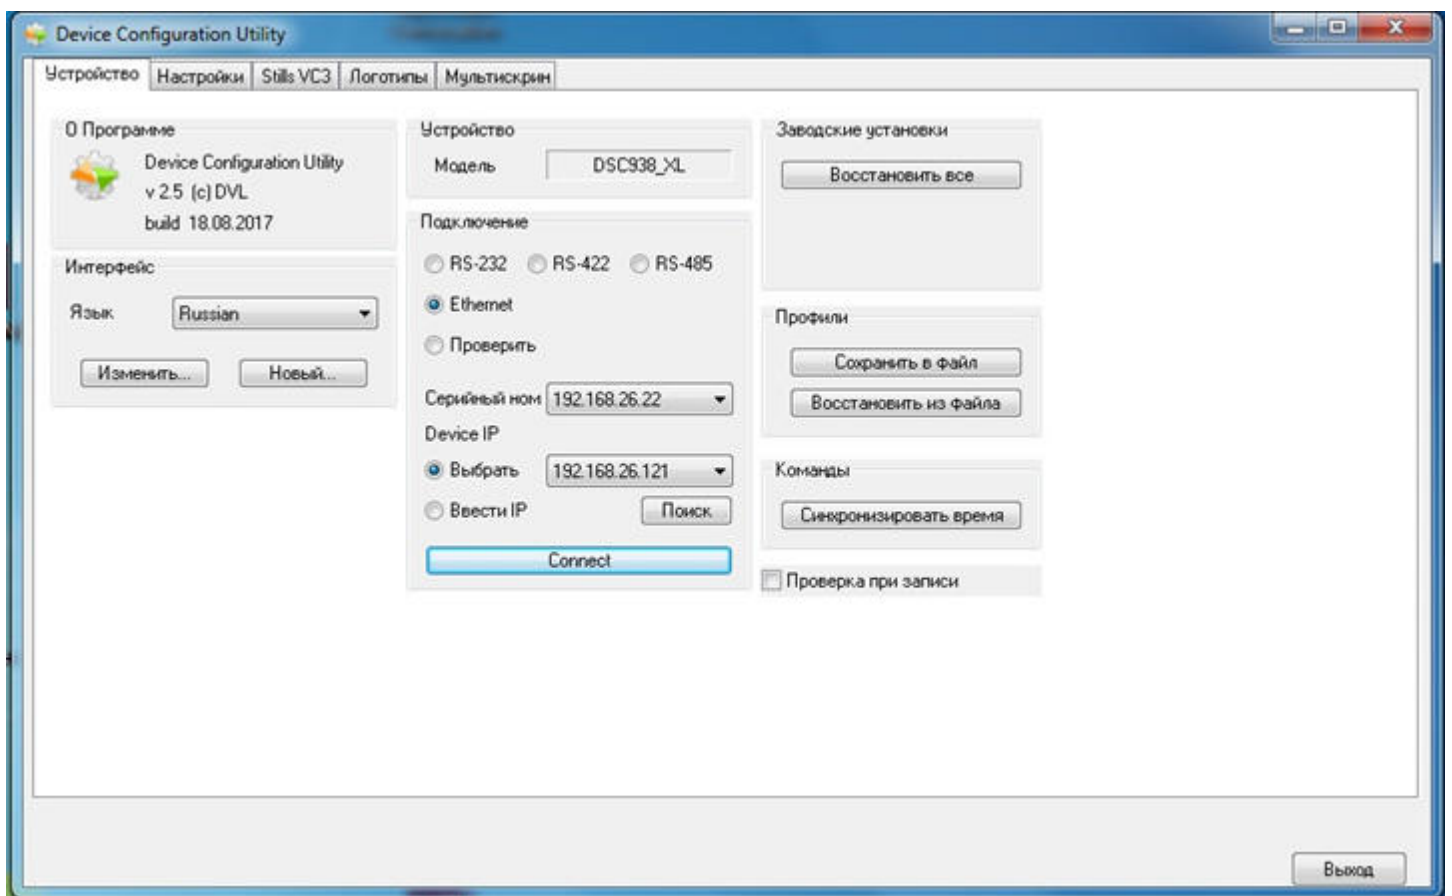 Device Configuration Utility
Устройство Настройки Stills VC3 Логотипы Мультискрин
О Программе
Device Configuration Utility
v 2.5 (c) DVL
build 18.08.2017
Интерфейс
Язык Russian
Изменить... Новый...
Устройство
Модель DSC938_XL
Подключение
RS-232 RS-422 RS-485
Ethernet
Проверить
Серийный ном 192.168.26.22
Device IP
Выбрать 192.168.26.121
Ввести IP Поиск
Connect
Заводские установки
Восстановить все
Профили
Сохранить в файл
Восстановить из файла
Команды
Синхронизировать время
Проверка при записи
Выход